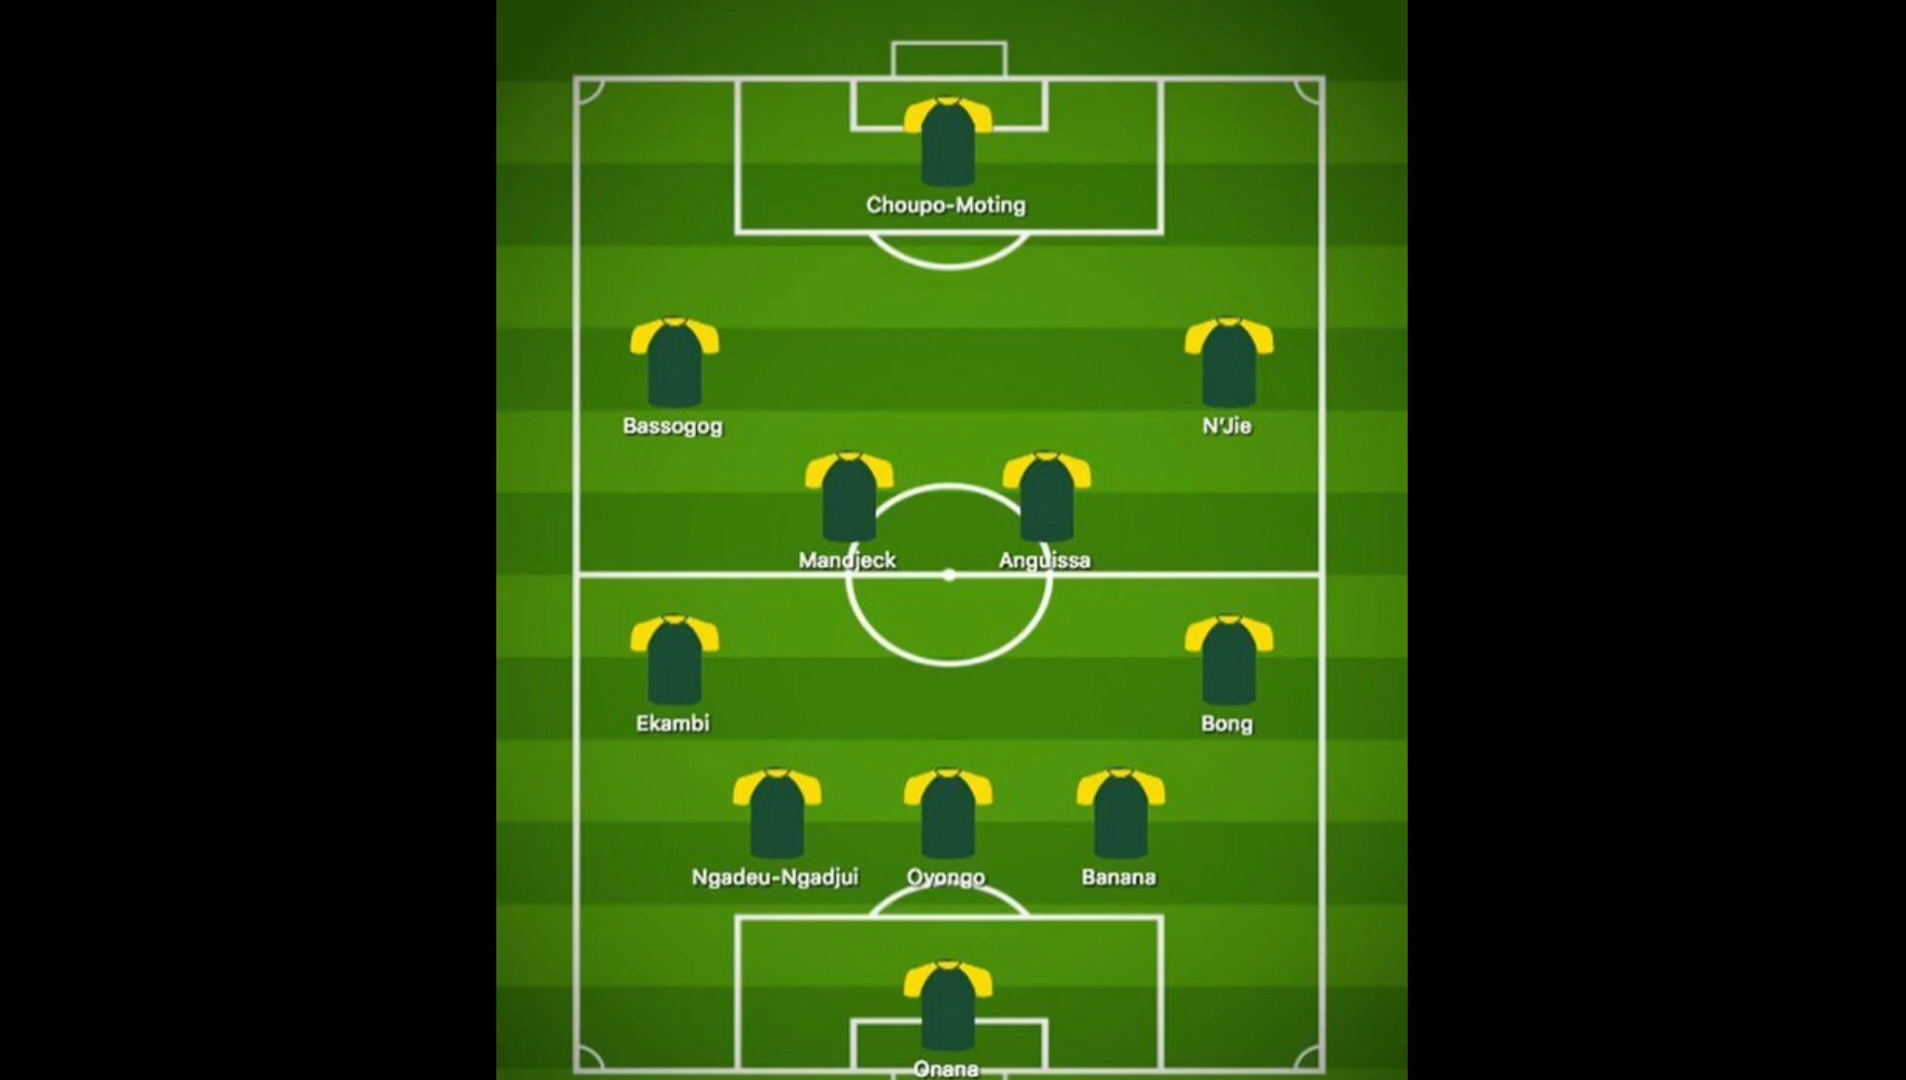 Choupo-Moting
Bassogog
N'Jie
Mandjeck
Anguissa
Ekambi
Bong
Ngadeu-Ngadjui
Oyongo
Banana
Onana